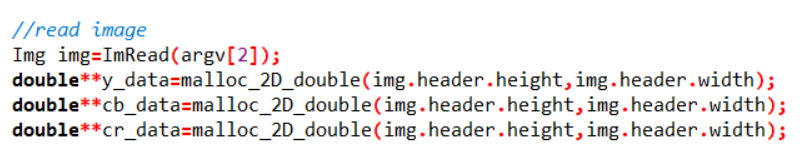 //read image
Img img=ImRead(argv[2]);
double**y_data=malloc_2D_double(img.header.height,img.header.width);
double**cb_data=malloc_2D_double(img.header.height,img.header.width);
double**cr_data=malloc_2D_double(img.header.height,img.header.width);